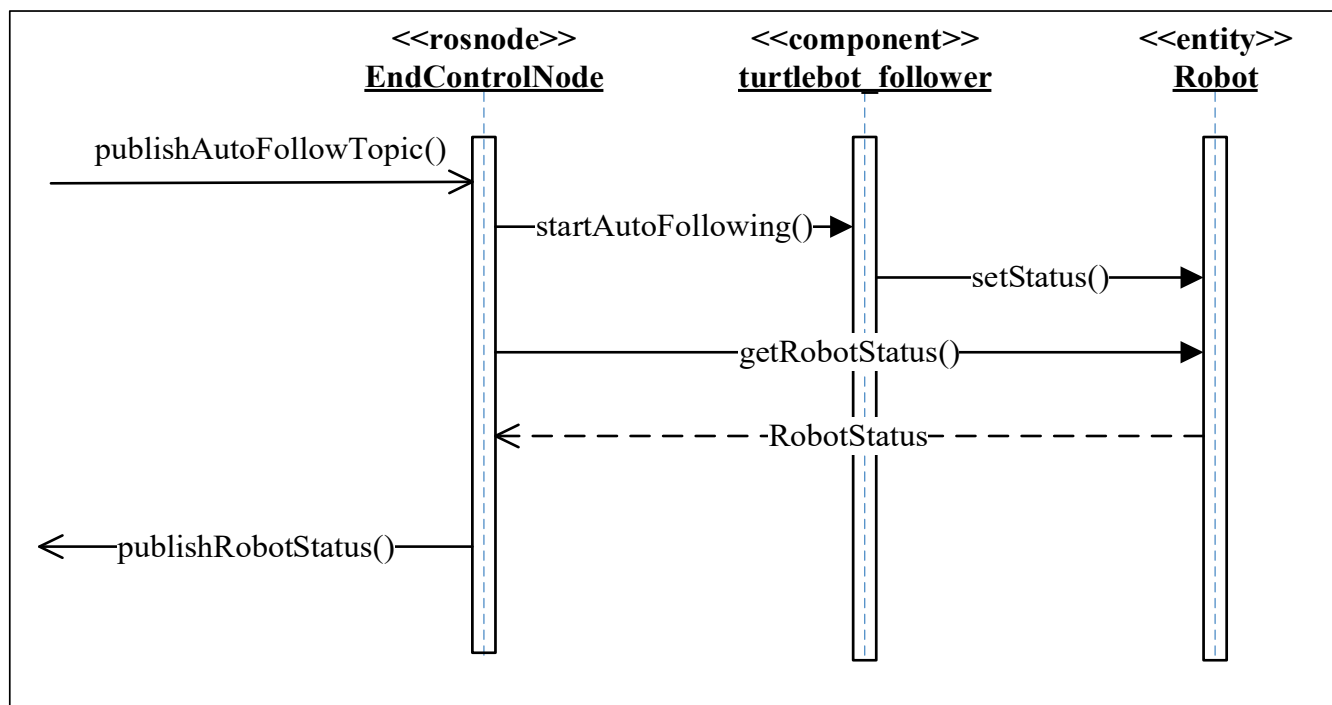 <<rosnode>>
EndControlNode
<<component>>
turtlebot_follower
<<entity>>
Robot
publishAutoFollowTopic()
startAutoFollowing()
setStatus()
getRobotStatus()
RobotStatus
publishRobotStatus()